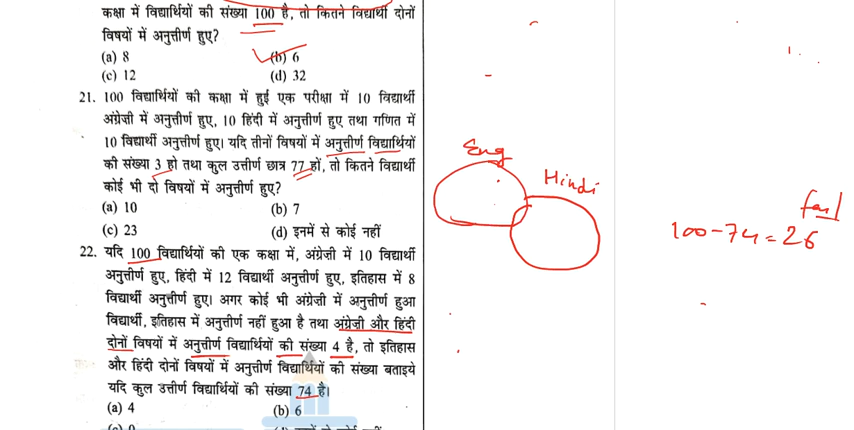 कक्षा में विद्यार्थियों की संख्या 100 है, तो कितने विद्यार्थी दोनों
विषयों में अनुत्तीर्ण हुए?
(a) 8 (b) 6
(c) 12 (d) 32
21. 100 विद्यार्थियों की कक्षा में हुई एक परीक्षा में 10 विद्यार्थी
अंग्रेज़ी में अनुत्तीर्ण हुए, 10 हिंदी में अनुत्तीर्ण हुए तथा गणित में
10 विद्यार्थी अनुत्तीर्ण हुए। यदि तीनों विषयों में अनुत्तीर्ण विद्यार्थियों
की संख्या 3 हो तथा कुल उत्तीर्ण छात्र 77 हों, तो कितने विद्यार्थी
कोई भी दो विषयों में अनुत्तीर्ण हुए?
(a) 10 (b) 7
(c) 23 (d) इनमें से कोई नहीं
22. यदि 100 विद्यार्थियों की एक कक्षा में, अंग्रेजी में 10 विद्यार्थी
अनुत्तीर्ण हुए, हिंदी में 12 विद्यार्थी अनुत्तीर्ण हुए, इतिहास में 8
विद्यार्थी अनुत्तीर्ण हुए। अगर कोई भी अंग्रेजी में अनुत्तीर्ण हुआ
विद्यार्थी, इतिहास में अनुत्तीर्ण नहीं हुआ है तथा अंग्रेजी और हिंदी
दोनों विषयों में अनुत्तीर्ण विद्यार्थियों की संख्या 4 है, तो इतिहास
और हिंदी दोनों विषयों में अनुत्तीर्ण विद्यार्थियों की संख्या बताइये
यदि कुल उत्तीर्ण विद्यार्थियों की संख्या 74 है।
(a) 4 (b) 6
Eng
Hindi
fail
100-74=26